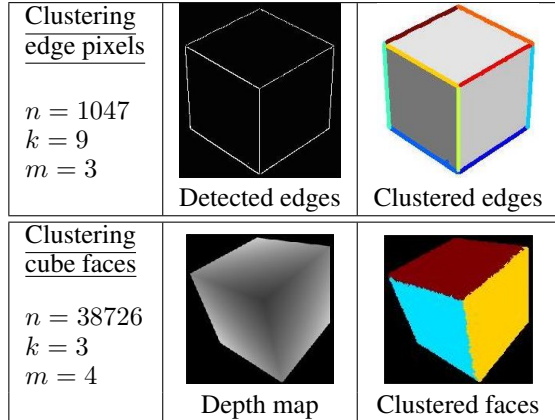 Clustering
edge pixels
n = 1047
k = 9
m = 3
Detected edges
Clustered edges
Clustering
cube faces
n = 38726
k = 3
m = 4
Depth map
Clustered faces